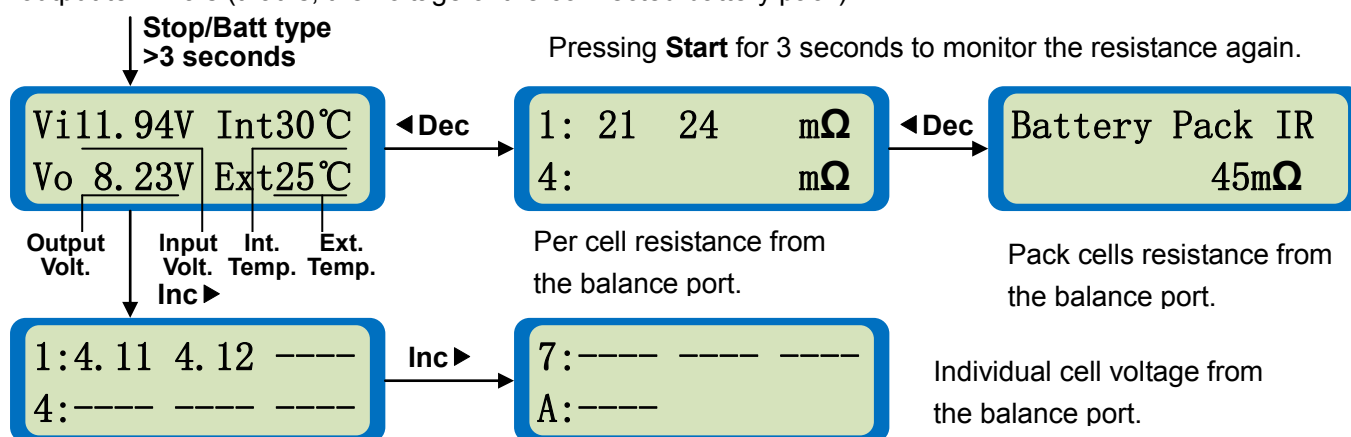 Stop/Batt type
>3 seconds
Pressing Start for 3 seconds to monitor the resistance again.
Vi11.94V Int30℃
Vo 8.23V Ext25℃
◀Dec
1: 21 24 mΩ
4: mΩ
◀Dec
Battery Pack IR
45mΩ
Output Volt.
Input Volt.
Int. Temp.
Ext. Temp.
Inc▶
Per cell resistance from
the balance port.
Pack cells resistance from
the balance port.
1:4.11 4.12 ----
4:---- ---- ----
Inc▶
7:---- ---- ----
A:----
Individual cell voltage from
the balance port.